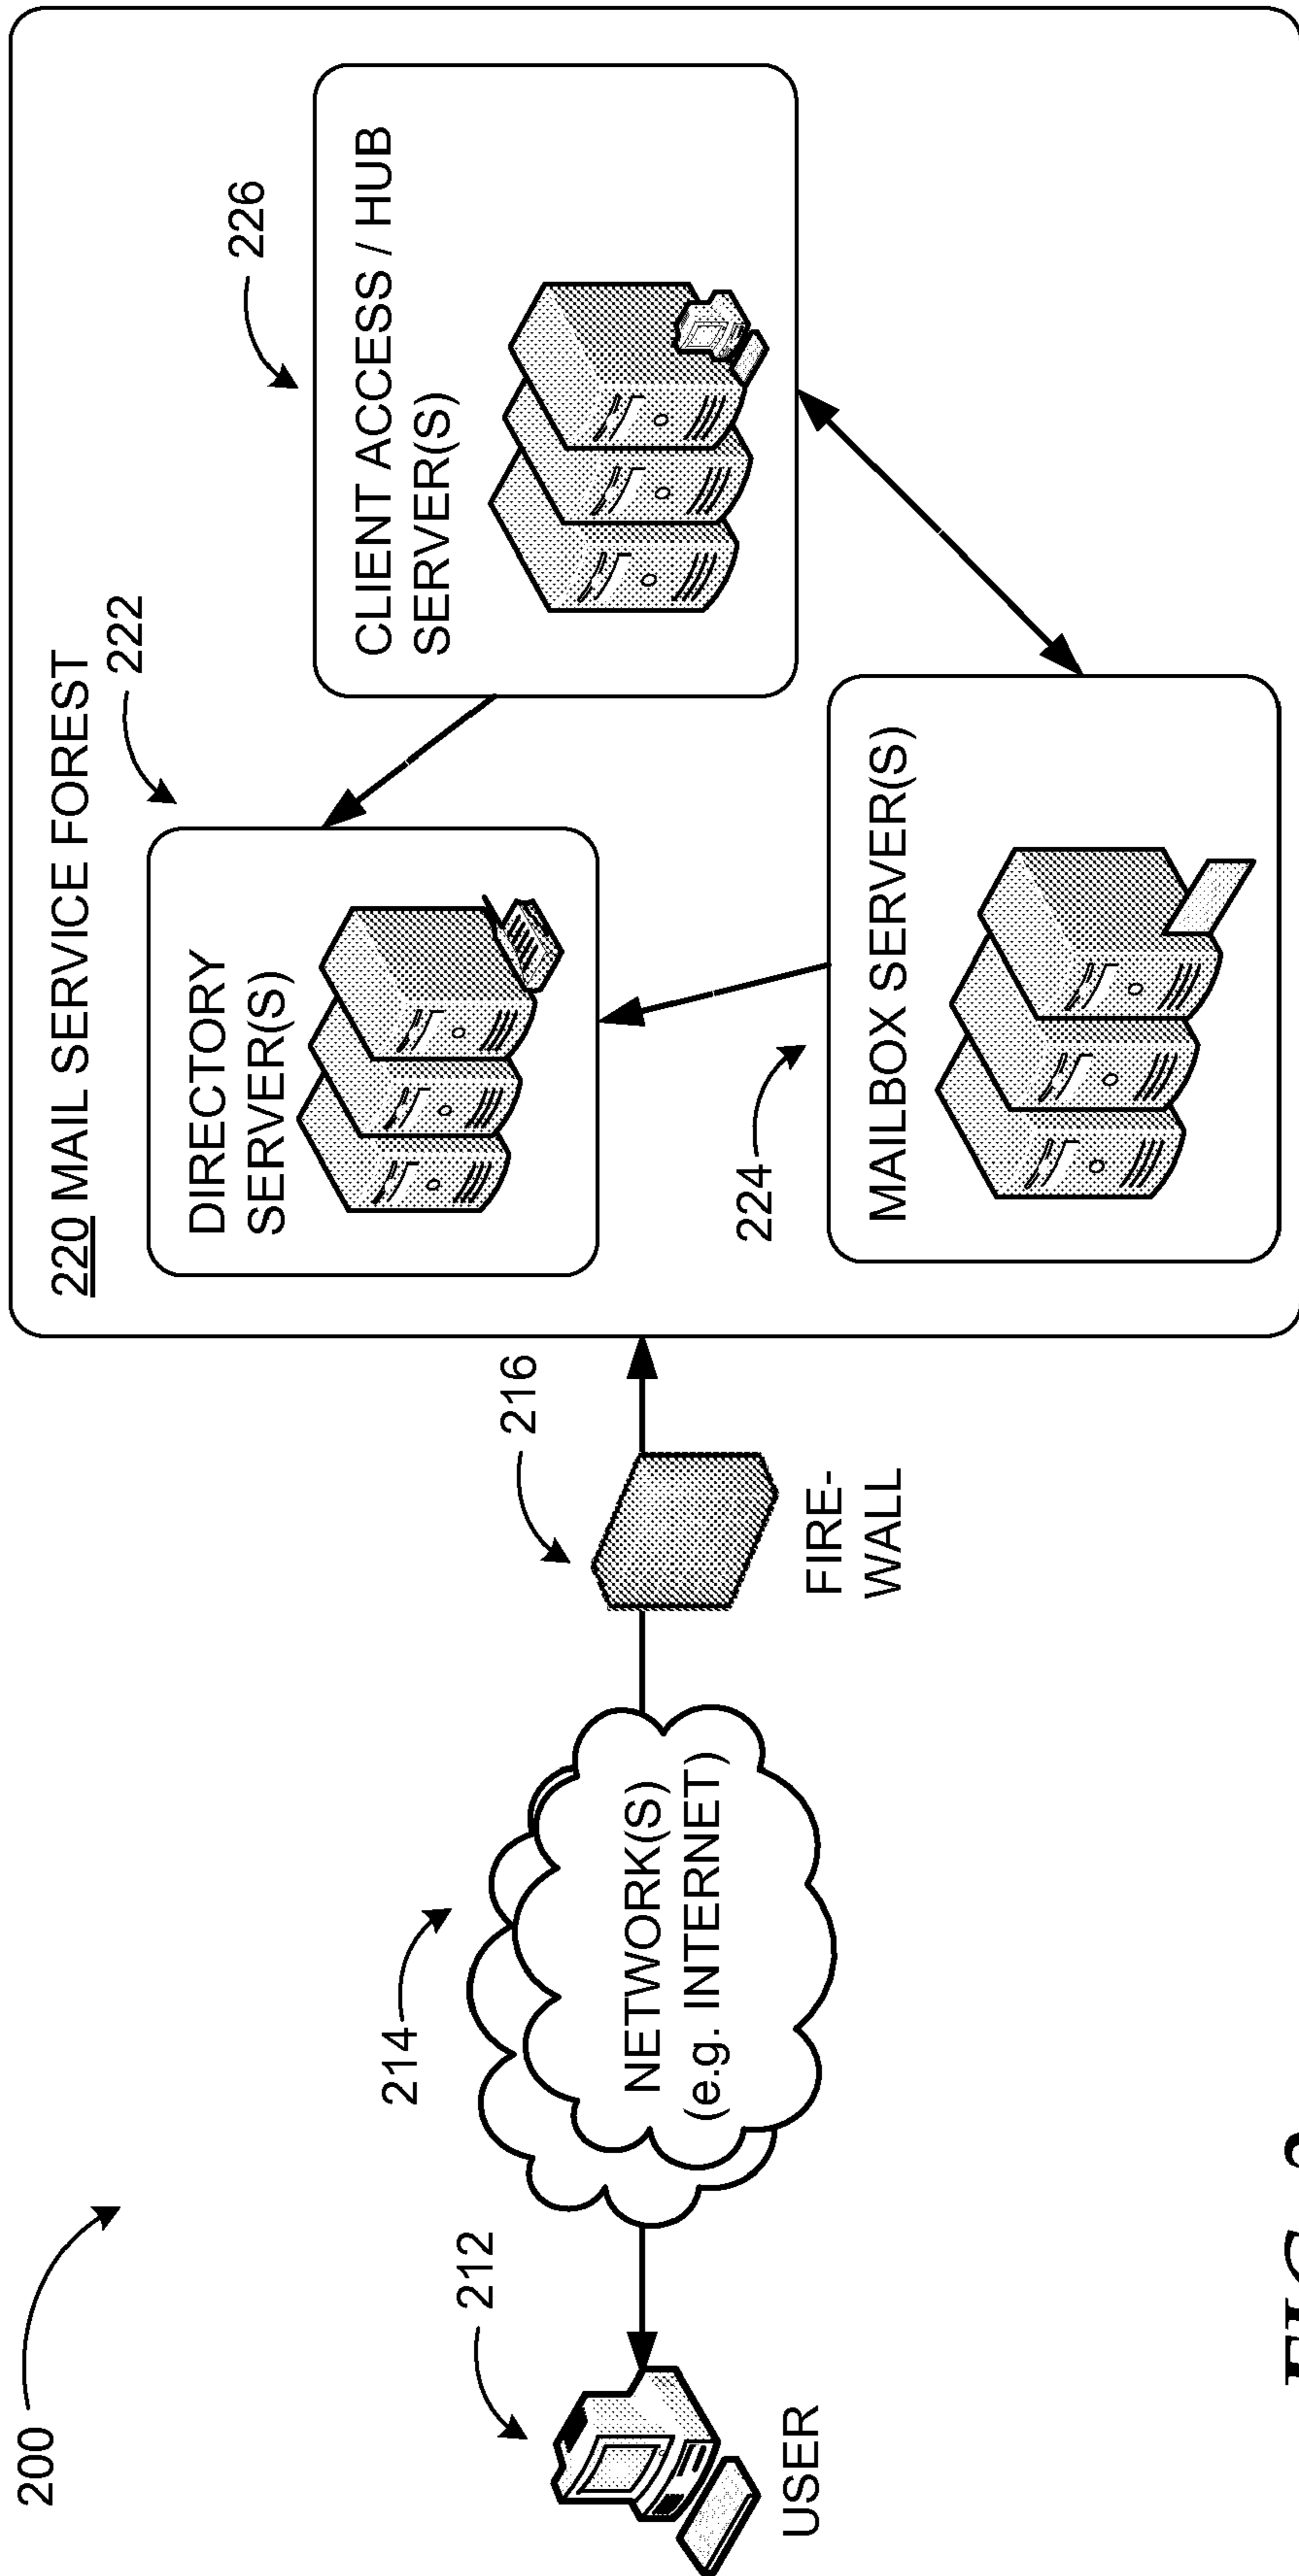 200
220 MAIL SERVICE FOREST
222
226
DIRECTORY
SERVER(S)
CLIENT ACCESS / HUB
SERVER(S)
224
MAILBOX SERVER(S)
212
214
216
USER
NETWORK(S)
(e.g. INTERNET)
FIRE-
WALL